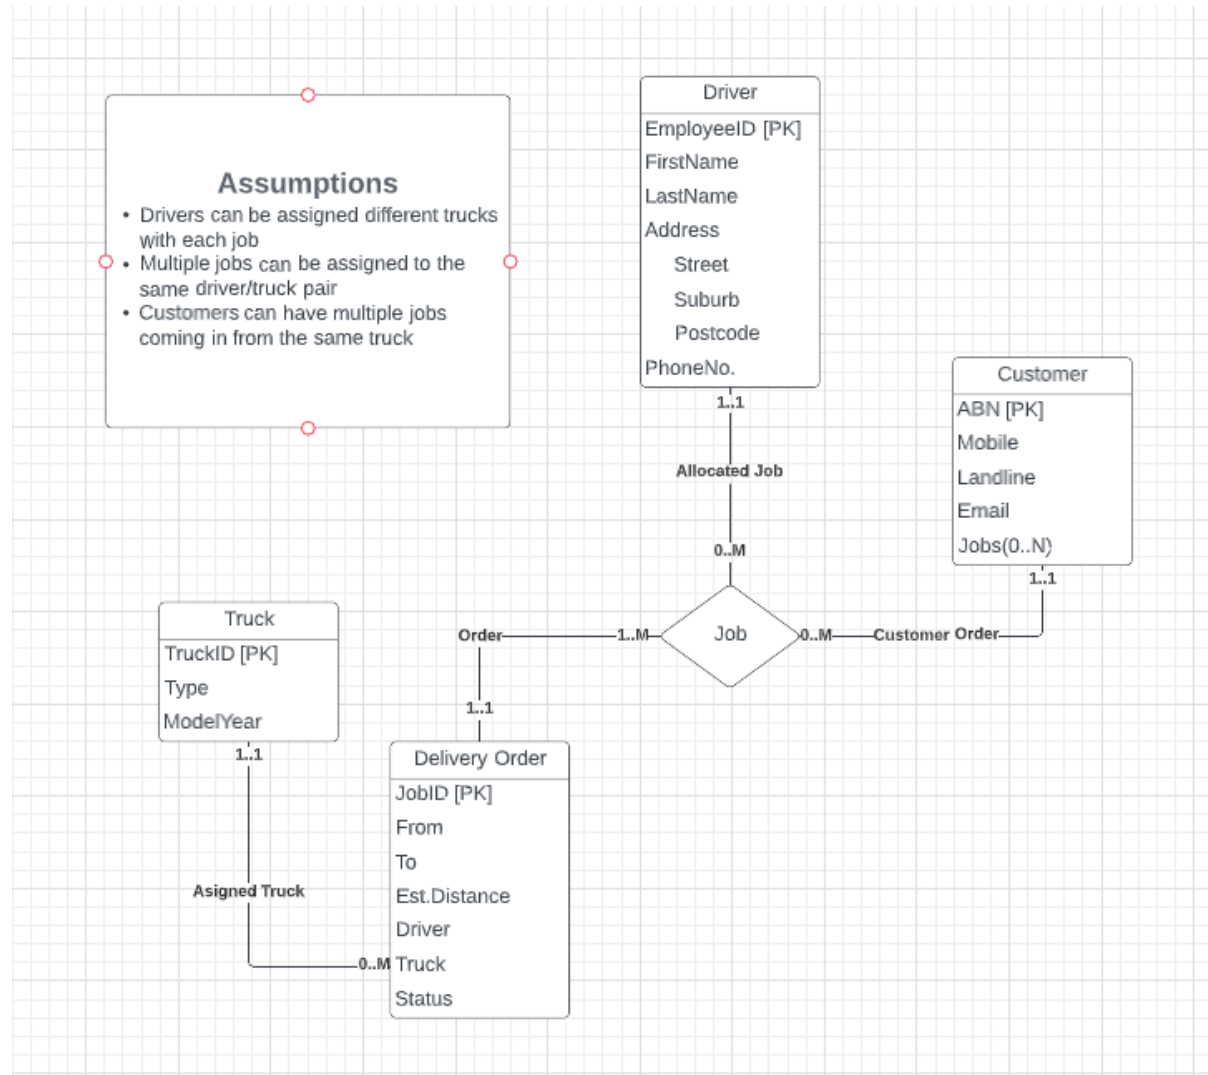 Assumptions
• Drivers can be assigned different trucks
with each job
• Multiple jobs can be assigned to the
same driver/truck pair
• Customers can have multiple jobs
coming in from the same truck
Driver
EmployeeID [PK]
FirstName
LastName
Address
Street
Suburb
Postcode
PhoneNo.
1..1
Allocated Job
0..M
Customer
ABN [PK]
Mobile
Landline
Email
Jobs(0..N)
1..1
Order
1..M
Job
0..M
Customer Order
1..1
Truck
TruckID [PK]
Type
ModelYear
1..1
Asigned Truck
0..M
Delivery Order
JobID [PK]
From
To
Est.Distance
Driver
Truck
Status